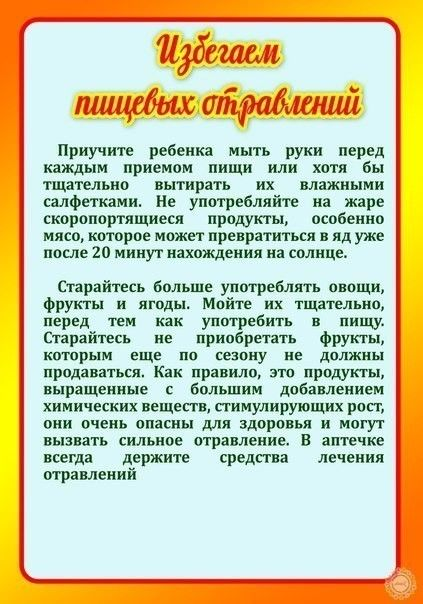 Избегаем
пищевых отравлений
Приучите ребенка мыть руки перед
каждым приемом пищи или хотя бы
тщательно вытирать их влажными
салфетками. Не употребляйте на жаре
скоропортящиеся продукты, особенно
мясо, которое может превратиться в яд уже
после 20 минут нахождения на солнце.
Старайтесь больше употреблять овощи,
фрукты и ягоды. Мойте их тщательно,
перед тем как употребить в пищу.
Старайтесь не приобретать фрукты,
которым еще по сезону не должны
продаваться. Как правило, это продукты,
выращенные с большим добавлением
химических веществ, стимулирующих рост,
они очень опасны для здоровья и могут
вызвать сильное отравление. В аптечке
всегда держите средства лечения
отравлений